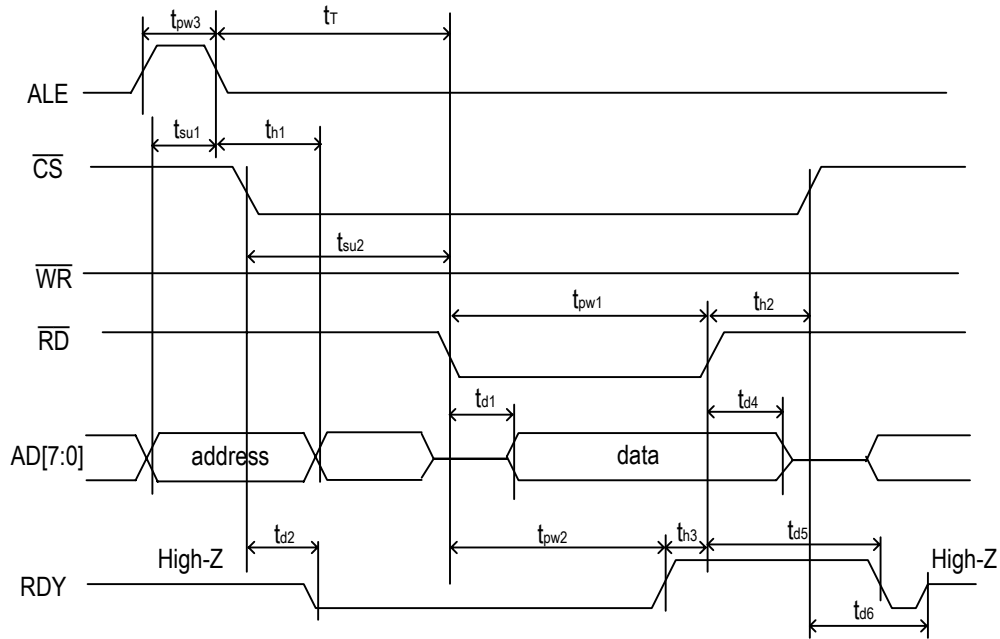 tpw3 tT
ALE
tsu1 th1
CS
tsu2
WR
tpw1 th2
RD
td1 td4
AD[7:0] address data
td2 tpw2 th3 td5
High-Z High-Z
RDY
td6